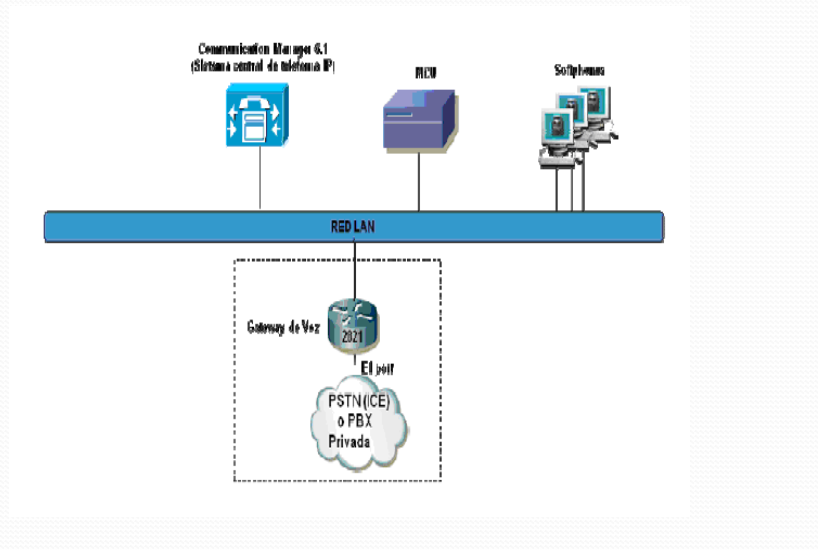 Communication Manager 6.1
(Sistema central de telefonía IP)
MCU
Softphones
RED LAN
Gateway de Voz
2821
E1 port
PSTN (ICE)
o PBX
Privada